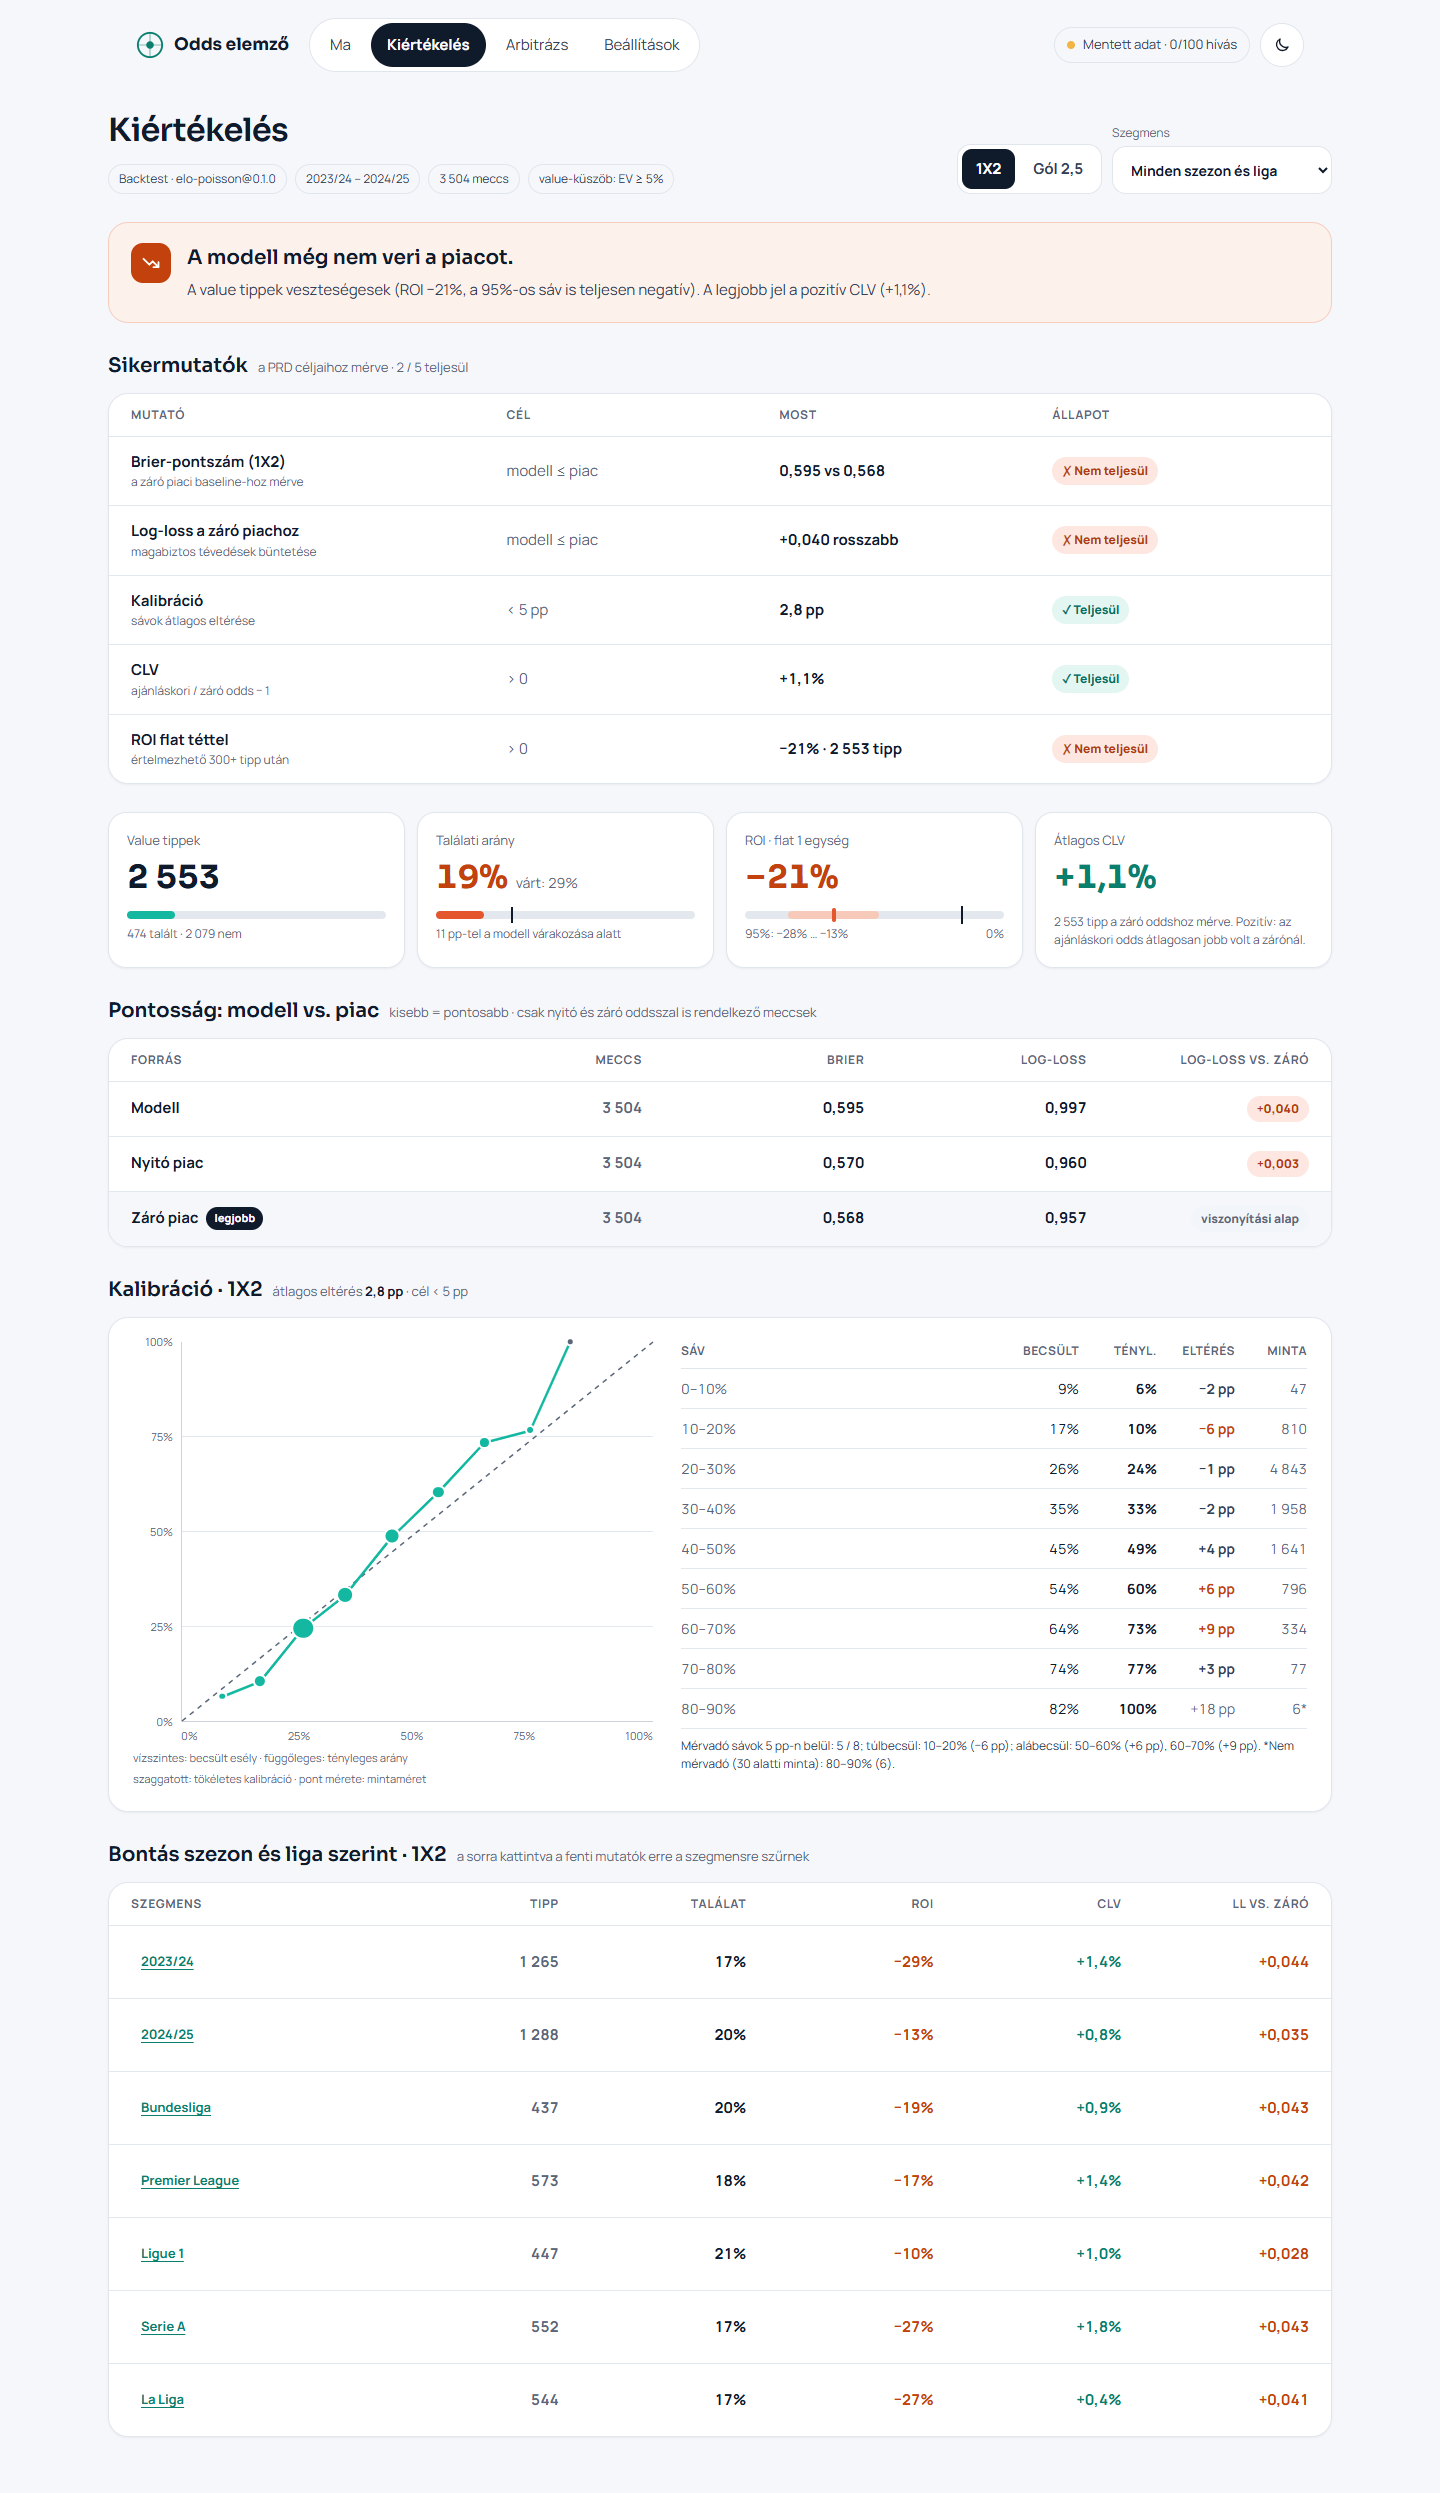 Odds elemző
Ma
Kiértékelés
Arbitrázs
Beállítások
Mentett adat · 0/100 hívás
Kiértékelés
Backtest · elo-poisson@0.1.0
2023/24 – 2024/25
3 504 meccs
value-küszöb: EV ≥ 5%
1X2
Gól 2,5
Szegmens
Minden szezon és liga
A modell még nem veri a piacot.
A value tippek veszteségesek (ROI −21%, a 95%-os sáv is teljesen negatív). A legjobb jel a pozitív CLV (+1,1%).
Sikermutatók a PRD céljaihoz mérve · 2 / 5 teljesül
MUTATÓ CÉL MOST ÁLLAPOT
Brier-pontszám (1X2)
a záró piaci baseline-hoz mérve
modell ≤ piac
0,595 vs 0,568
✗ Nem teljesül
Log-loss a záró piachoz
magabiztos tévedések büntetése
modell ≤ piac
+0,040 rosszabb
✗ Nem teljesül
Kalibráció
sávok átlagos eltérése
< 5 pp
2,8 pp
✓ Teljesül
CLV
ajánláskori / záró odds − 1
> 0
+1,1%
✓ Teljesül
ROI flat téttel
értelmezhető 300+ tipp után
> 0
−21% · 2 553 tipp
✗ Nem teljesül
Value tippek
2 553
474 talált · 2 079 nem
Találati arány
19% várt: 29%
11 pp-tel a modell várakozása alatt
ROI · flat 1 egység
−21%
95%: −28% … −13% 0%
Átlagos CLV
+1,1%
2 553 tipp a záró oddshoz mérve. Pozitív: az
ajánláskori odds átlagosan jobb volt a zárónál.
Pontosság: modell vs. piac kisebb = pontosabb · csak nyitó és záró oddsszal is rendelkező meccsek
FORRÁS MECCS BRIER LOG-LOSS LOG-LOSS VS. ZÁRÓ
Modell 3 504 0,595 0,997 +0,040
Nyitó piac 3 504 0,570 0,960 +0,003
Záró piac legjobb 3 504 0,568 0,957 viszonyítási alap
Kalibráció · 1X2 átlagos eltérés 2,8 pp · cél < 5 pp
100%
75%
50%
25%
0%
0% 25% 50% 75% 100%
vízszintes: becsült esély · függőleges: tényleges arány
szaggatott: tökéletes kalibráció · pont mérete: mintaméret
SÁV BECSÜLT TÉNYL. ELTÉRÉS MINTA
0–10% 9% 6% −2 pp 47
10–20% 17% 10% −6 pp 810
20–30% 26% 24% −1 pp 4 843
30–40% 35% 33% −2 pp 1 958
40–50% 45% 49% +4 pp 1 641
50–60% 54% 60% +6 pp 796
60–70% 64% 73% +9 pp 334
70–80% 74% 77% +3 pp 77
80–90% 82% 100% +18 pp 6*
Mérvadó sávok 5 pp-n belül: 5 / 8; túlbecsül: 10–20% (−6 pp); alábecsül: 50–60% (+6 pp), 60–70% (+9 pp). *Nem
mérvadó (30 alatti minta): 80–90% (6).
Bontás szezon és liga szerint · 1X2 a sorra kattintva a fenti mutatók erre a szegmensre szűrnek
SZEGMENS TIPP TALÁLAT ROI CLV LL VS. ZÁRÓ
2023/24 1 265 17% −29% +1,4% +0,044
2024/25 1 288 20% −13% +0,8% +0,035
Bundesliga 437 20% −19% +0,9% +0,043
Premier League 573 18% −17% +1,4% +0,042
Ligue 1 447 21% −10% +1,0% +0,028
Serie A 552 17% −27% +1,8% +0,043
La Liga 544 17% −27% +0,4% +0,041